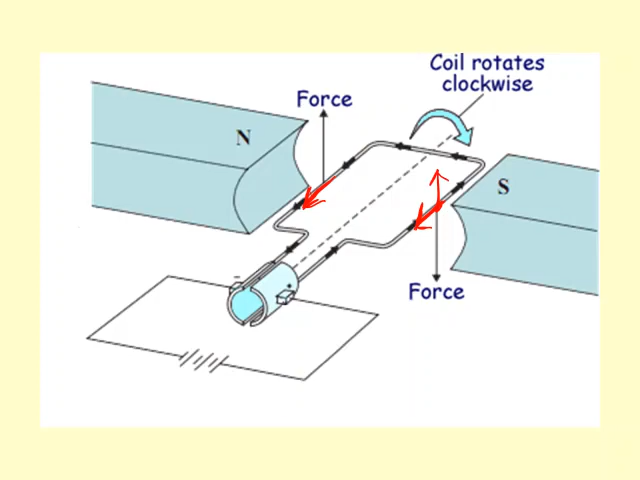 Coil rotates
clockwise
Force
N
S
Force
−
+